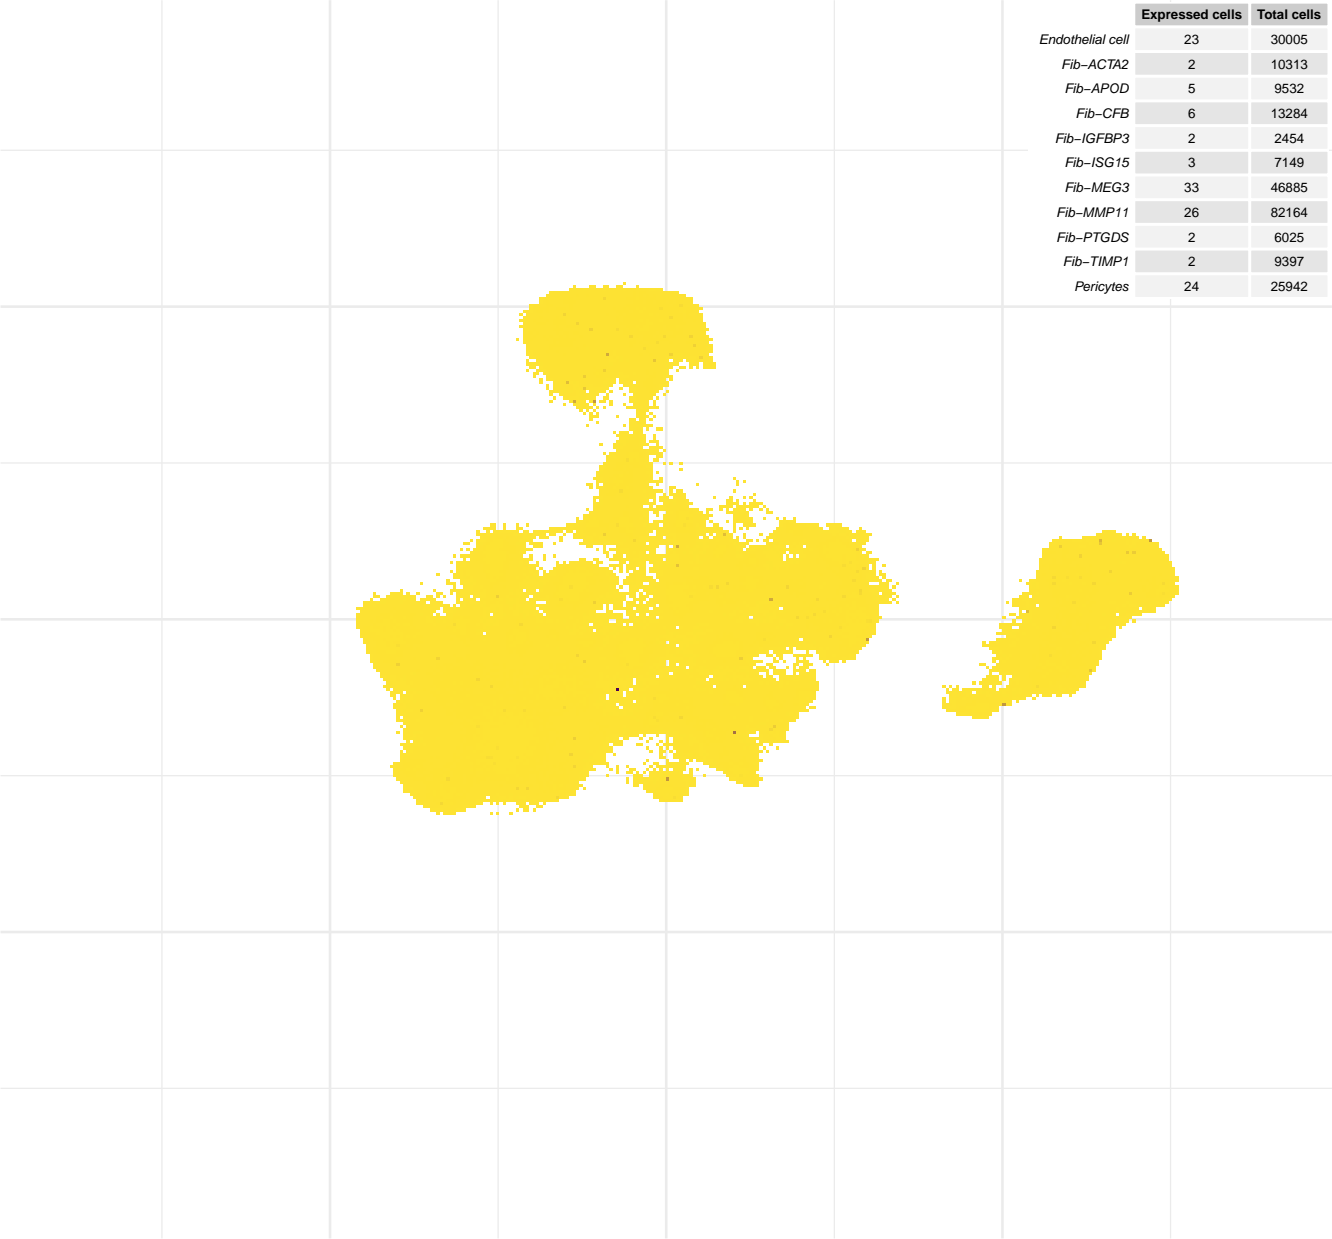 Expressed cells Total cells
Endothelial cell 23 30005
Fib−ACTA2 2 10313
Fib−APOD 5 9532
Fib−CFB 6 13284
Fib−IGFBP3 2 2454
Fib−ISG15 3 7149
Fib−MEG3 33 46885
Fib−MMP11 26 82164
Fib−PTGDS 2 6025
Fib−TIMP1 2 9397
Pericytes 24 25942